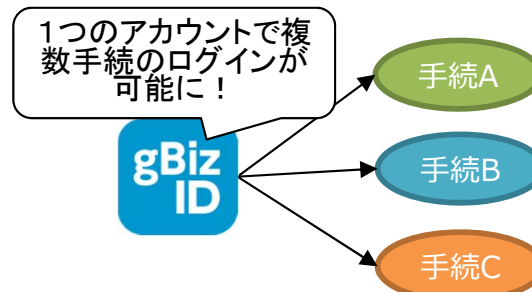 １つのアカウントで複
数手続のログインが
可能に！
gBiz
ID
手続A
手続B
手続C